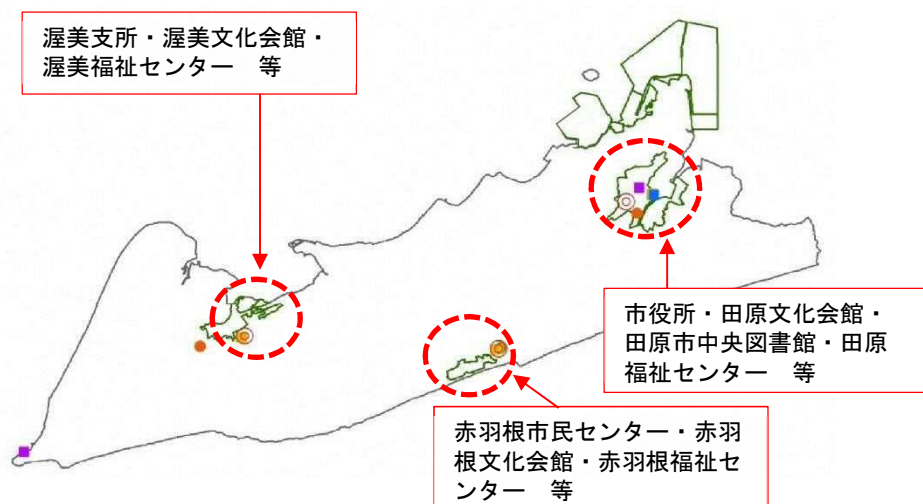 渥美支所・渥美文化会館・
渥美福祉センター　等
市役所・田原文化会館・
田原市中央図書館・田原
福祉センター　等
赤羽根市民センター・赤羽
根文化会館・赤羽根福祉セ
ンター　等